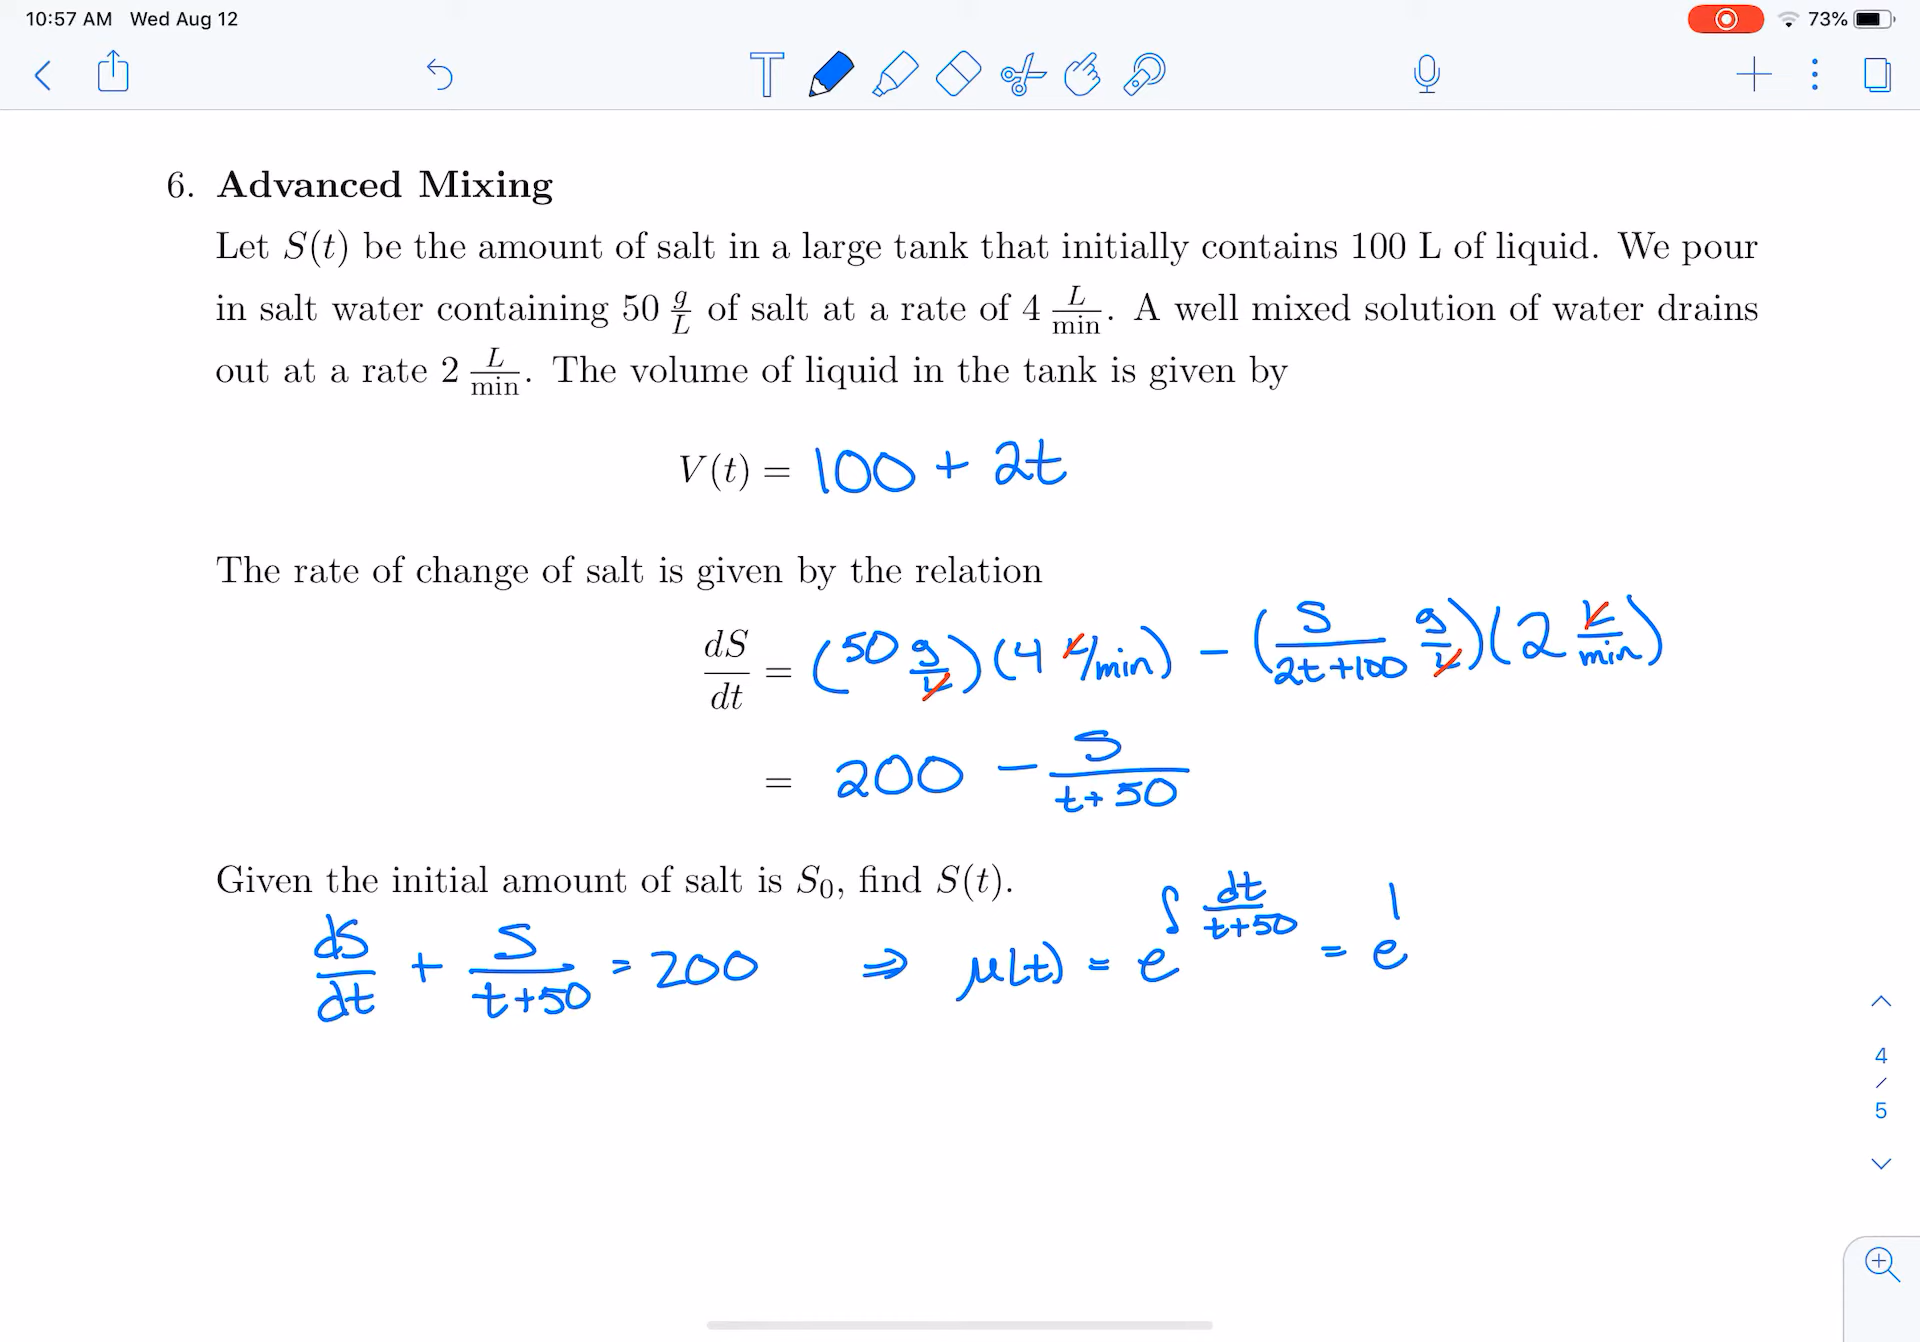 10:57 AM Wed Aug 12
73%
T
6. Advanced Mixing
Let S(t) be the amount of salt in a large tank that initially contains 100 L of liquid. We pour
in salt water containing 50 g/L of salt at a rate of 4 L/min. A well mixed solution of water drains
out at a rate 2 L/min. The volume of liquid in the tank is given by
V(t) = 100 + 2t
The rate of change of salt is given by the relation
dS/dt = (50 g/L)(4 L/min) - (S/(2t+100) g/L)(2 L/min)
= 200 - S/(t+50)
Given the initial amount of salt is S₀, find S(t).
dS/dt + S/(t+50) = 200 ⇒ μ(t) = e^(∫ dt/(t+50)) = e^l
4
/
5